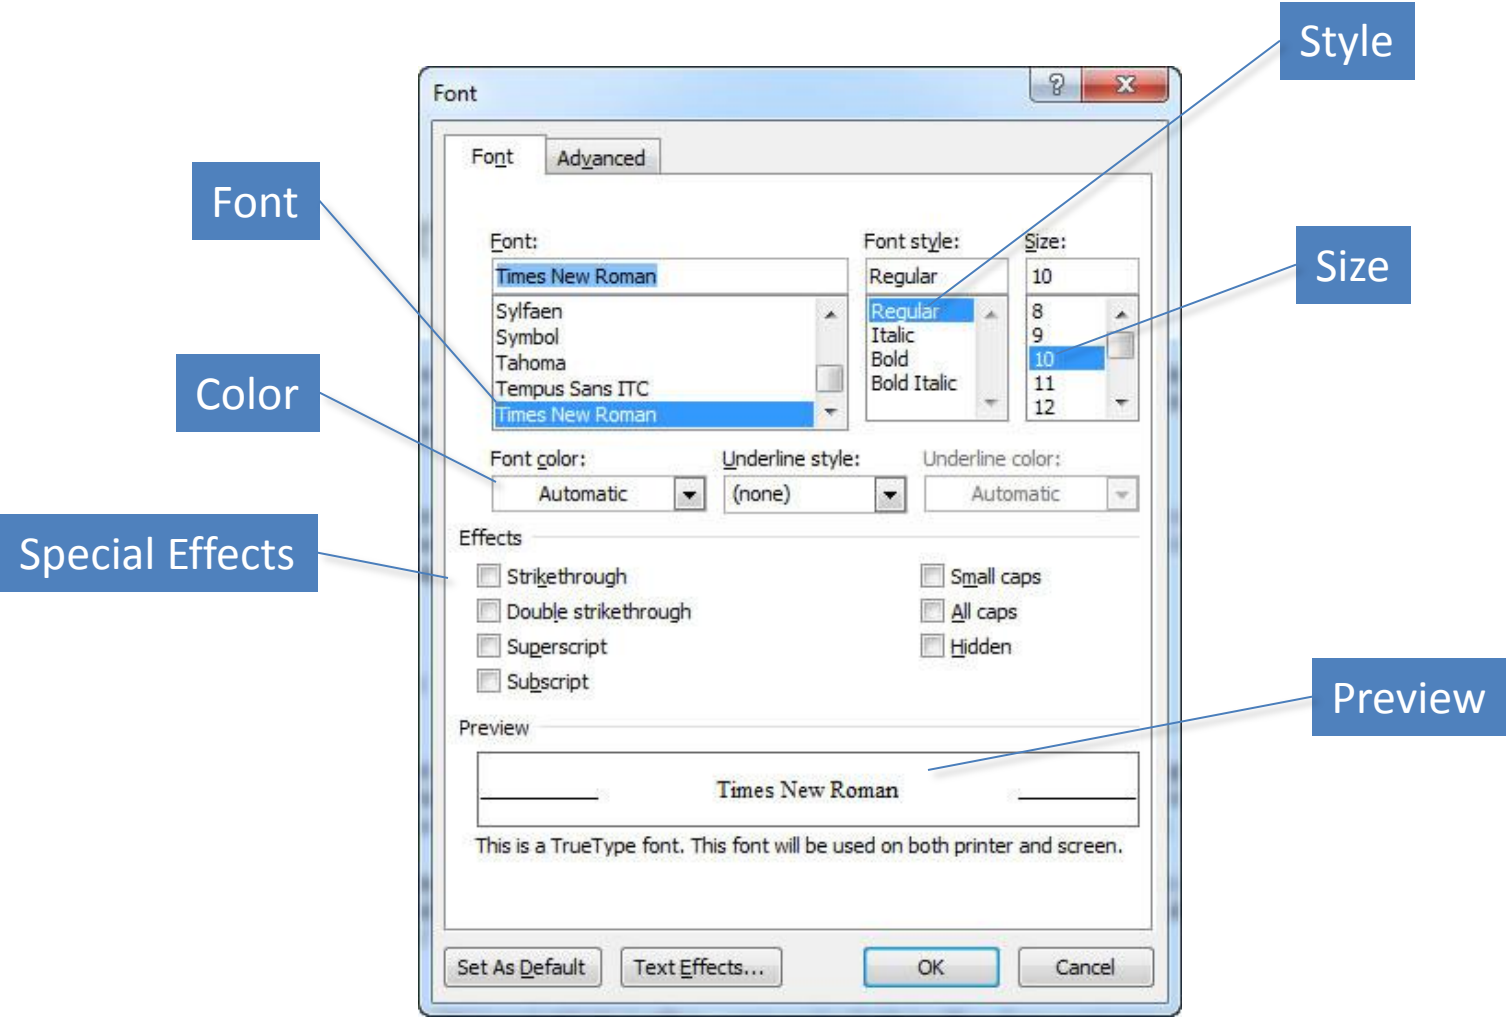 Style
Font
Font Advanced
Font
Font: Font style: Size:
Times New Roman Regular 10
Size
Sylfaen Regular 8
Symbol Italic 9
Tahoma Bold 10
Tempus Sans ITC Bold Italic 11
Times New Roman 12
Color
Font color: Underline style: Underline color:
Automatic (none) Automatic
Effects
Special Effects
Strikethrough Small caps
Double strikethrough All caps
Superscript Hidden
Subscript
Preview
Preview
Times New Roman
This is a TrueType font. This font will be used on both printer and screen.
Set As Default Text Effects... OK Cancel